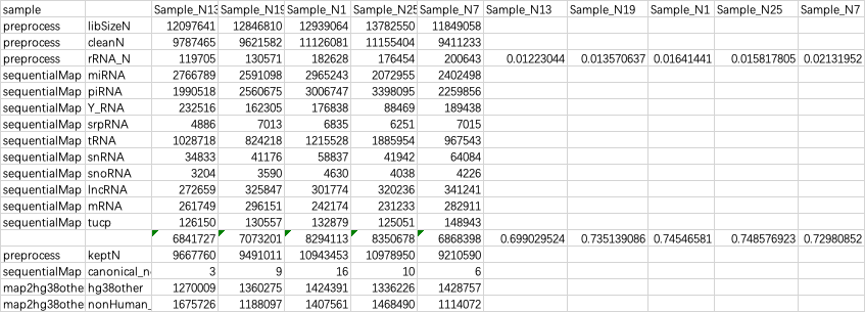 sample Sample_N13 Sample_N19 Sample_N1 Sample_N25 Sample_N7 Sample_N13 Sample_N19 Sample_N1 Sample_N25 Sample_N7
preprocess libSizeN 12097641 12846810 12939064 13782550 11849058
preprocess cleanN 9787465 9621582 11126081 11155404 9411233
preprocess rRNA_N 119705 130571 182628 176454 200643 0.01223044 0.013570637 0.01641441 0.015817805 0.02131952
sequentialMap miRNA 2766789 2591098 2965243 2072955 2402498
sequentialMap piRNA 1990518 2560675 3006747 3398095 2259856
sequentialMap Y_RNA 232516 162305 176838 88469 189438
sequentialMap srpRNA 4886 7013 6835 6251 7015
sequentialMap tRNA 1028718 824218 1215528 1885954 967543
sequentialMap snRNA 34833 41176 58837 41942 64084
sequentialMap snoRNA 3204 3590 4630 4038 4226
sequentialMap lncRNA 272659 325847 301774 320236 341241
sequentialMap mRNA 261749 296151 242174 231233 282911
sequentialMap tucp 126150 130557 132879 125051 148943
6841727 7073201 8294113 8350678 6868398 0.699029524 0.735139086 0.74546581 0.748576923 0.72980852
preprocess keptN 9667760 9491011 10943453 10978950 9210590
sequentialMap canonical_n 3 9 16 10 6
map2hg38othe hg38other 1270009 1360275 1424391 1336226 1428757
map2hg38othe nonHuman_ 1675726 1188097 1407561 1468490 1114072